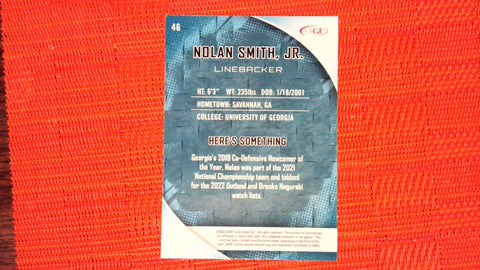 46
SAGE
NOLAN SMITH, JR.
LINEBACKER
HT: 6'3" WT: 235lbs DOB: 1/18/2001
HOMETOWN: SAVANNAH, GA
COLLEGE: UNIVERSITY OF GEORGIA
HERE'S SOMETHING
Georgia's 2019 Co-Defensive Newcomer of
the Year, Nolan was part of the 2021
National Championship team and tabbed
for the 2022 Outland and Bronko Nagurski
watch lists.